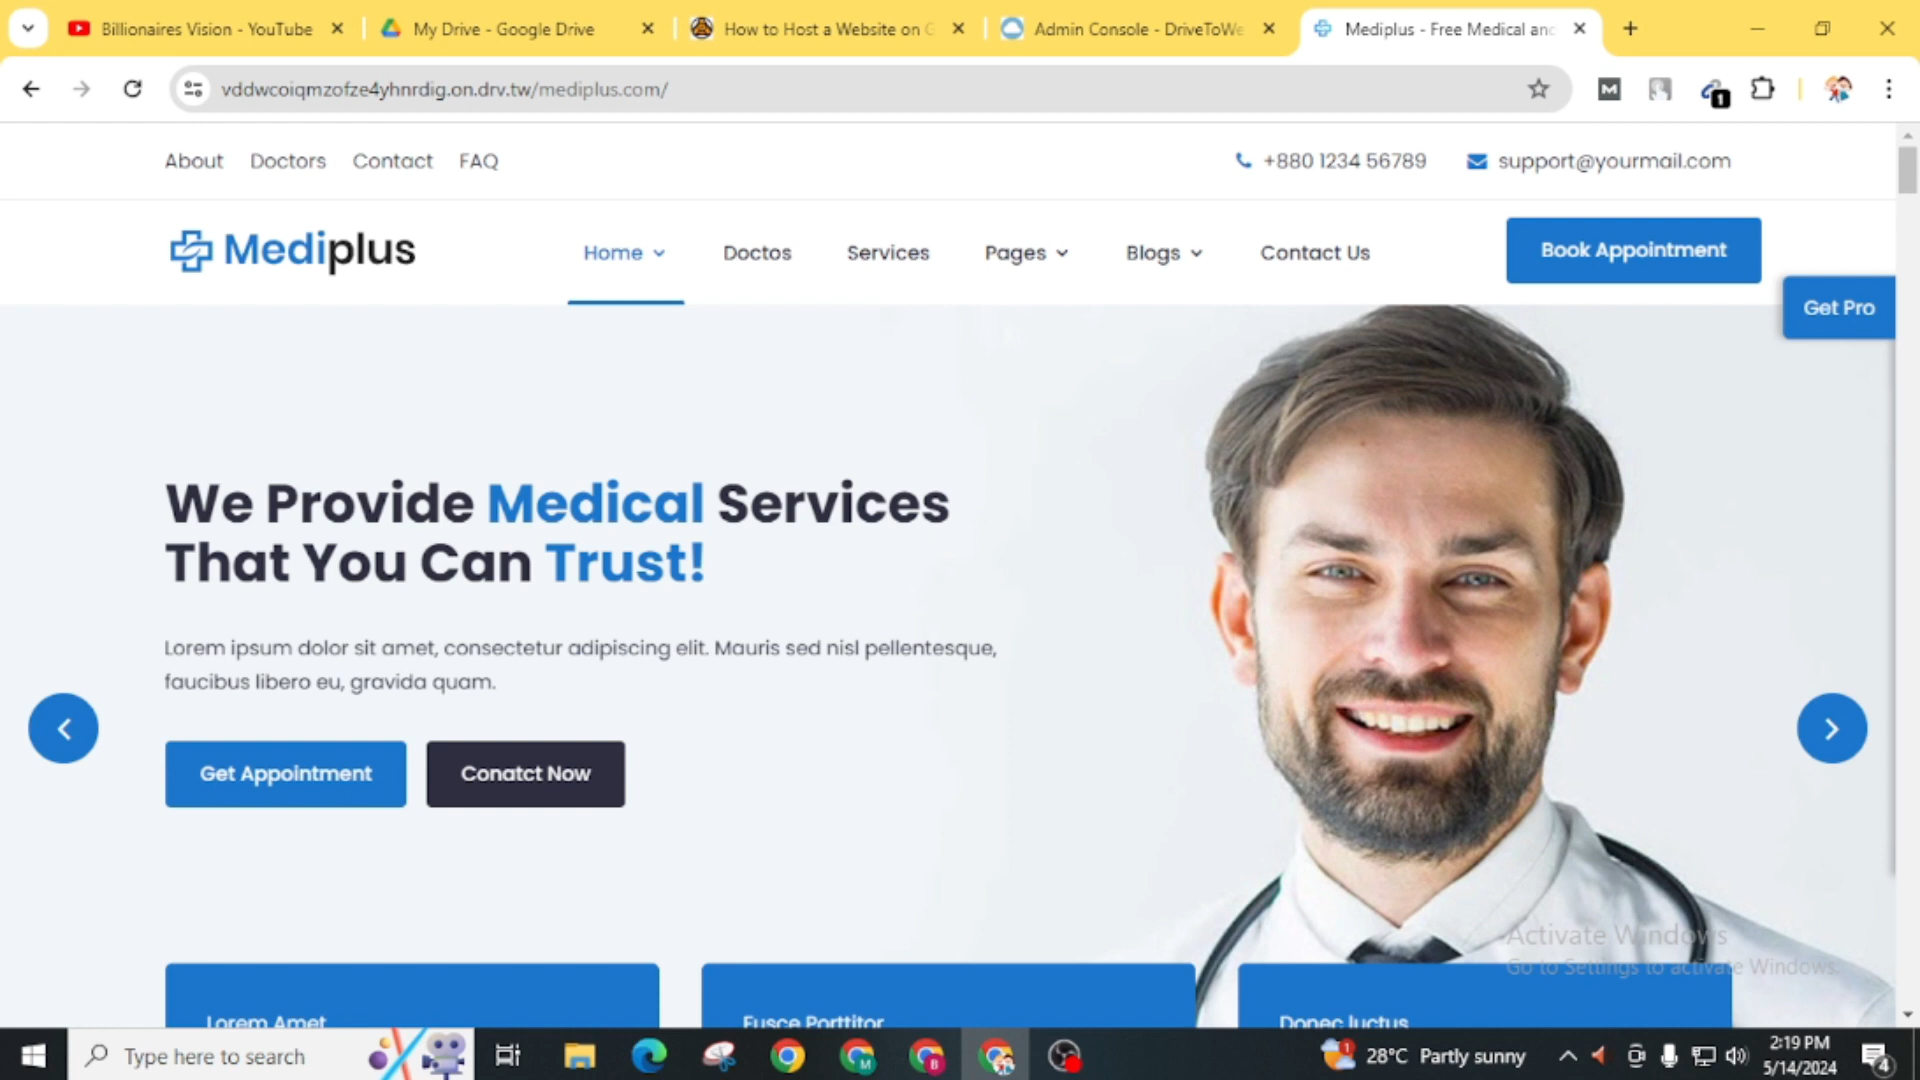 Billionaires Vision - YouTube
My Drive - Google Drive
How to Host a Website on G
Admin Console - DriveToWe
Mediplus - Free Medical and
vddwcoiqmzofze4yhnrdig.on.drv.tw/mediplus.com/
M
1
About Doctors Contact FAQ
+880 1234 56789 support@yourmail.com
Mediplus
Home Doctos Services Pages Blogs Contact Us
Book Appointment
Get Pro
We Provide Medical Services
That You Can Trust!
Lorem ipsum dolor sit amet, consectetur adipiscing elit. Mauris sed nisl pellentesque,
faucibus libero eu, gravida quam.
Get Appointment
Conatct Now
Activate Windows
Go to Settings to activate Windows.
Lorem Amet
Fusce Porttitor
Donec luctus
Type here to search
M
B
1
28°C Partly sunny
2:19 PM
5/14/2024
4